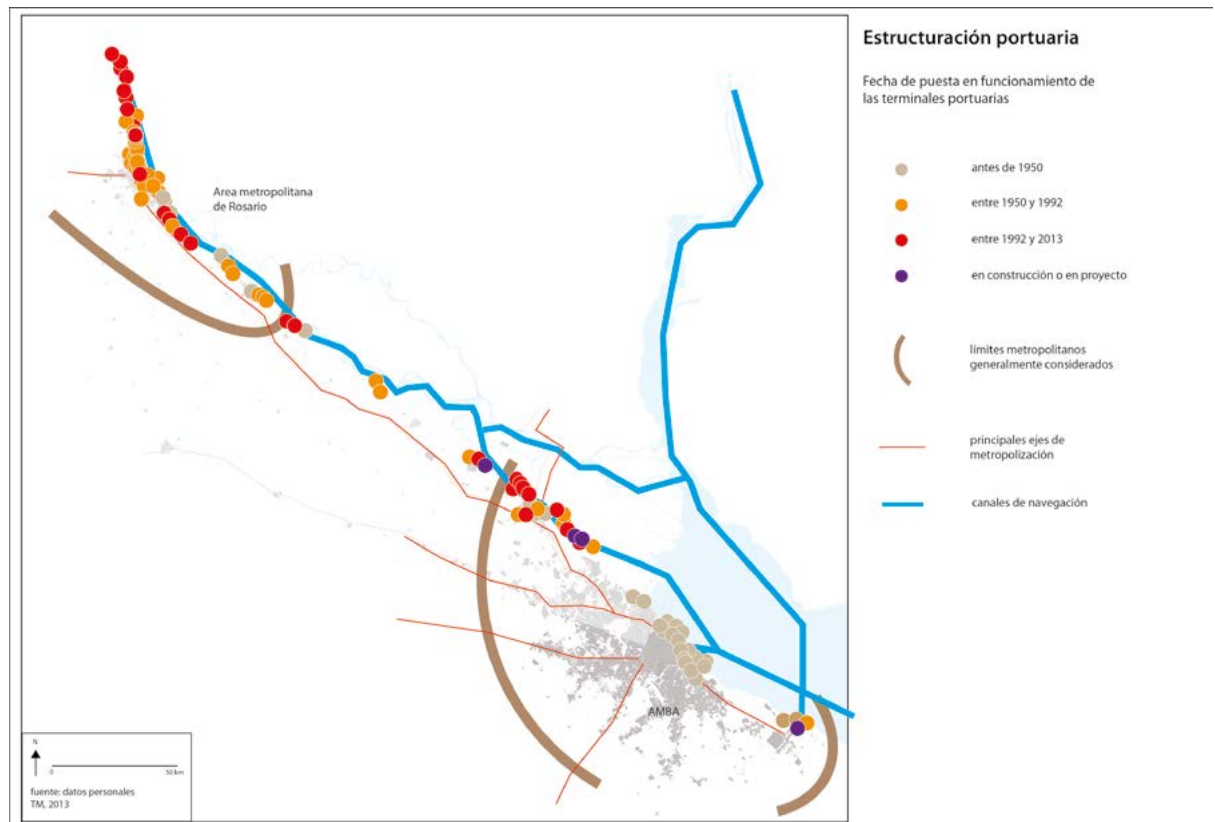 Estructuración portuaria
Fecha de puesta en funcionamiento de
las terminales portuarias
antes de 1950
entre 1950 y 1992
entre 1992 y 2013
en construcción o en proyecto
límites metropolitanos
generalmente considerados
principales ejes de
metropolización
canales de navegación
Area metropolitana
de Rosario
AMBA
N
0 50 km
fuente: datos personales
TM, 2013